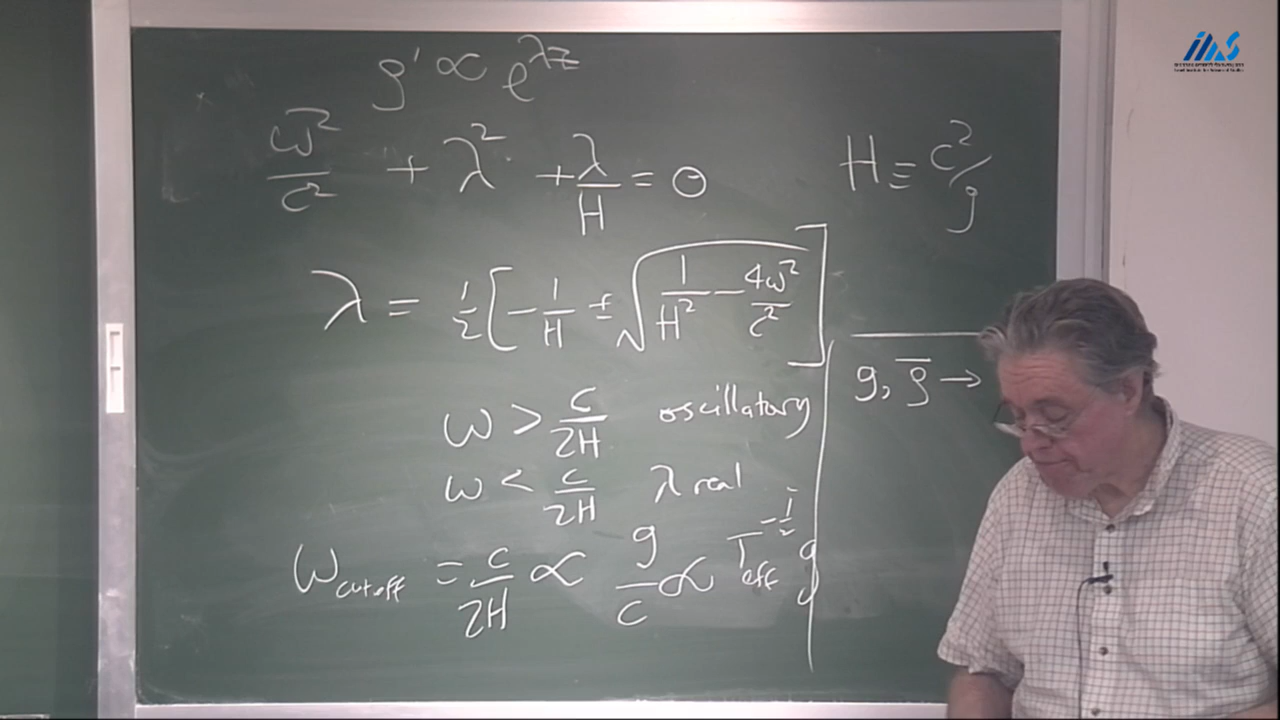 ρ' ∝ e^{λz}
ω²/c² + λ² + λ/H = 0
H ≡ c²/g
λ = ½[-1/H ± √(1/H² - 4ω²/c²)]
ω > c/2H oscillatory
ω < c/2H λ real
ω_cutoff = c/2H ∝ g/c ∝ T_eff^{-1/2} g
g, ρ̄ →
IIAS